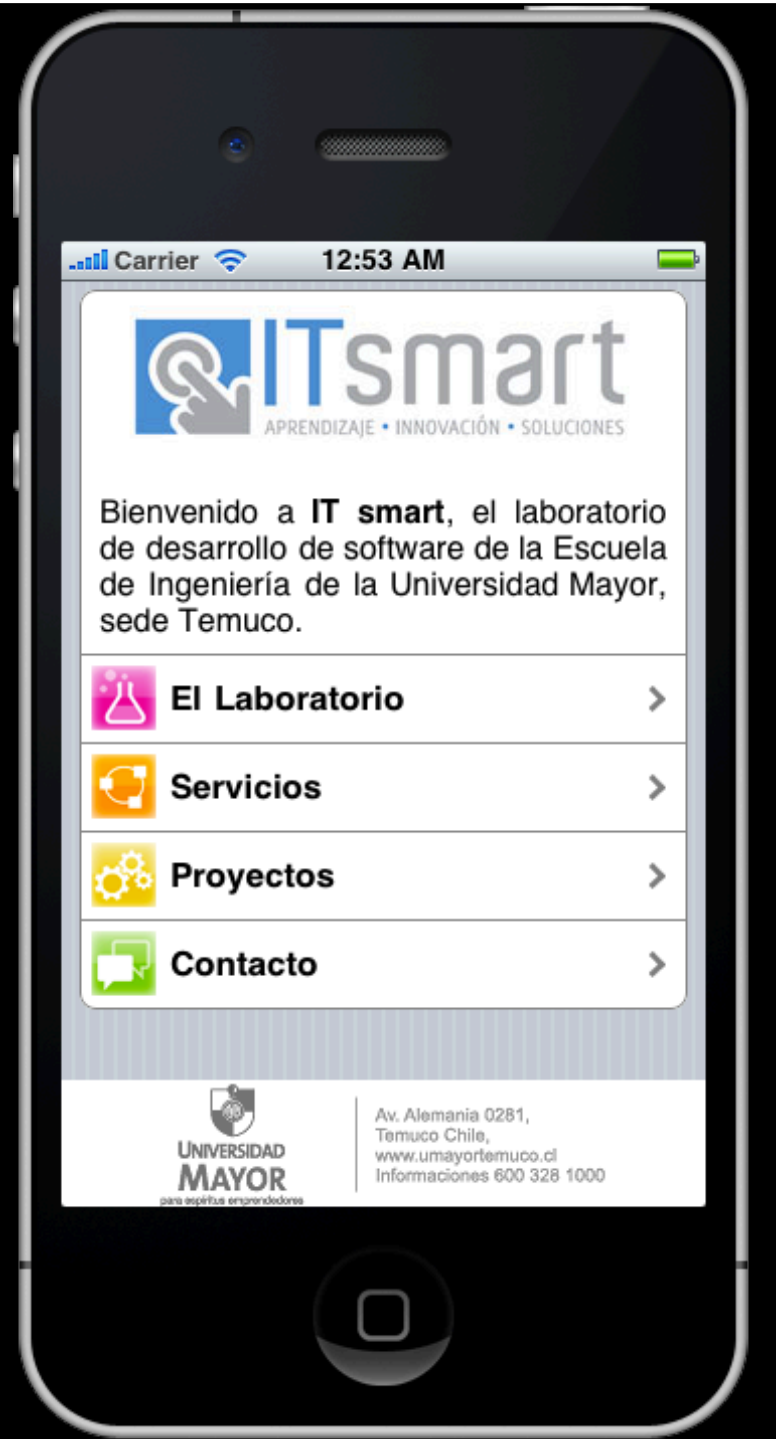 Carrier 12:53 AM
ITsmart
APRENDIZAJE • INNOVACIÓN • SOLUCIONES
Bienvenido a IT smart, el laboratorio
de desarrollo de software de la Escuela
de Ingeniería de la Universidad Mayor,
sede Temuco.
El Laboratorio
Servicios
Proyectos
Contacto
UNIVERSIDAD
MAYOR
para espíritus emprendedores
Av. Alemania 0281,
Temuco Chile,
www.umayortemuco.cl
Informaciones 600 328 1000